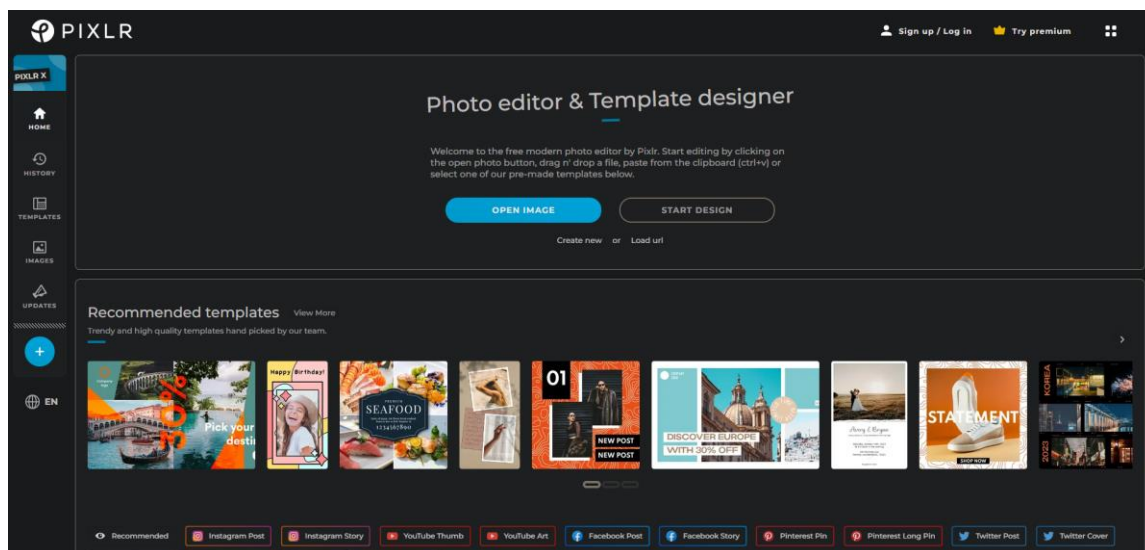 PIXLR
Sign up / Log in
Try premium
PIXLR X
HOME
HISTORY
TEMPLATES
IMAGES
UPDATES
EN
Photo editor & Template designer
Welcome to the free modern photo editor by Pixlr. Start editing by clicking on
the open photo button, drag n' drop a file, paste from the clipboard (ctrl+v) or
select one of our pre-made templates below.
OPEN IMAGE
START DESIGN
Create new or Load url
Recommended templates View More
Trendy and high quality templates hand picked by our team.
30%
Pick your
desti
Happy Birthday!
PREMIUM
SEAFOOD
1234567890
01
NEW POST
NEW POST
DISCOVER EUROPE
WITH 30% OFF
STATEMENT
SHOP NOW
KOREA
2023
Recommended
Instagram Post
Instagram Story
YouTube Thumb
YouTube Art
Facebook Post
Facebook Story
Pinterest Pin
Pinterest Long Pin
Twitter Post
Twitter Cover